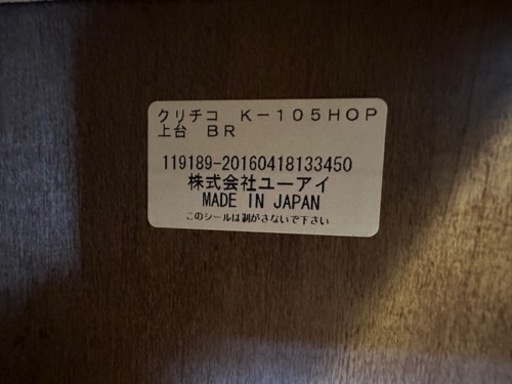 クリチコ K-105HOP
上台 BR
119189-20160418133450
株式会社ユーアイ
MADE IN JAPAN
このシールは剥がさないで下さい